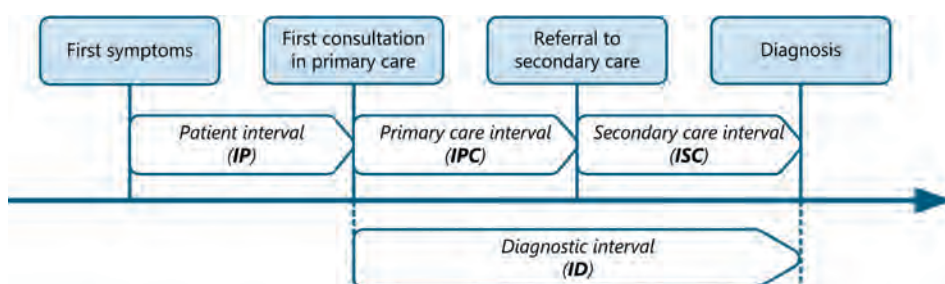 First symptoms
First consultation
in primary care
Referral to
secondary care
Diagnosis
Patient interval
(IP)
Primary care interval
(IPC)
Secondary care interval
(ISC)
Diagnostic interval
(ID)